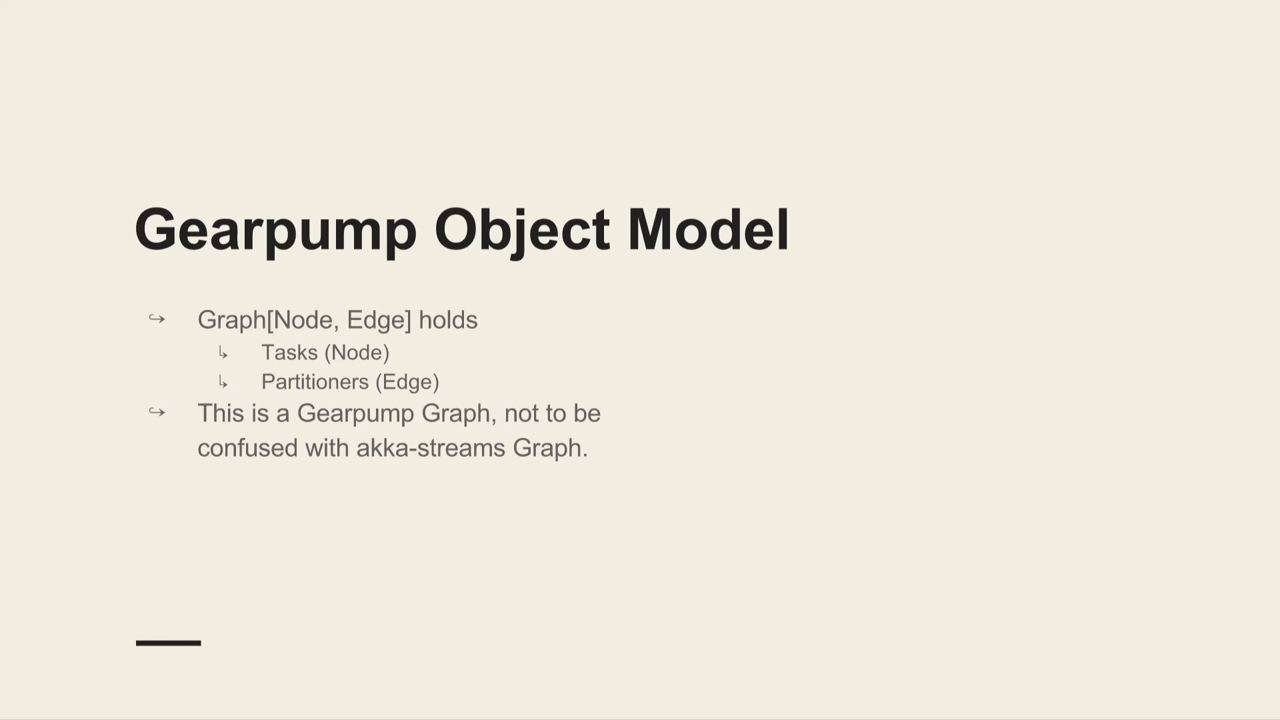 Gearpump Object Model
↪ Graph[Node, Edge] holds
↳ Tasks (Node)
↳ Partitioners (Edge)
↪ This is a Gearpump Graph, not to be
confused with akka-streams Graph.